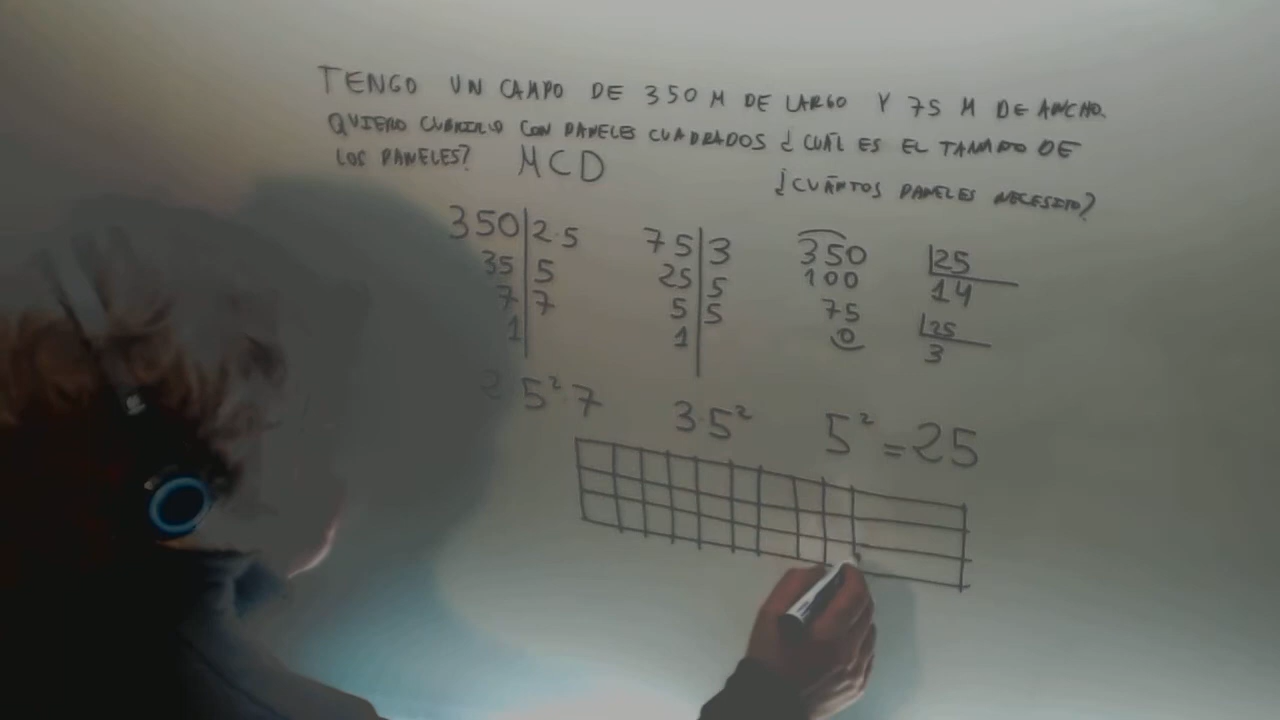 TENGO UN CAMPO DE 350 M DE LARGO Y 75 M DE ANCHO.
QUIERO CUBRIRLO CON PANELES CUADRADOS ¿CUÁL ES EL TAMAÑO DE
LOS PANELES? MCD
¿CUÁNTOS PANELES NECESITO?
350|2·5
35|5
7|7
1
2·5²·7
75|3
25|5
5|5
1
3·5²
350 |25
100 14
75 |25
0 3
5² = 25